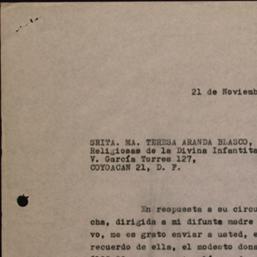 21 de Noviemb
SRITA. MA. TERESA ARANDA BLASCO,
Religiosas de la Divina Infantita
V. García Torres 127,
COYOACAN 21, D. F.
En respuesta a su circu
cha, dirigida a mi difunta madre
vo, me es grato enviar a usted, e
recuerdo de ella, el modesto dona